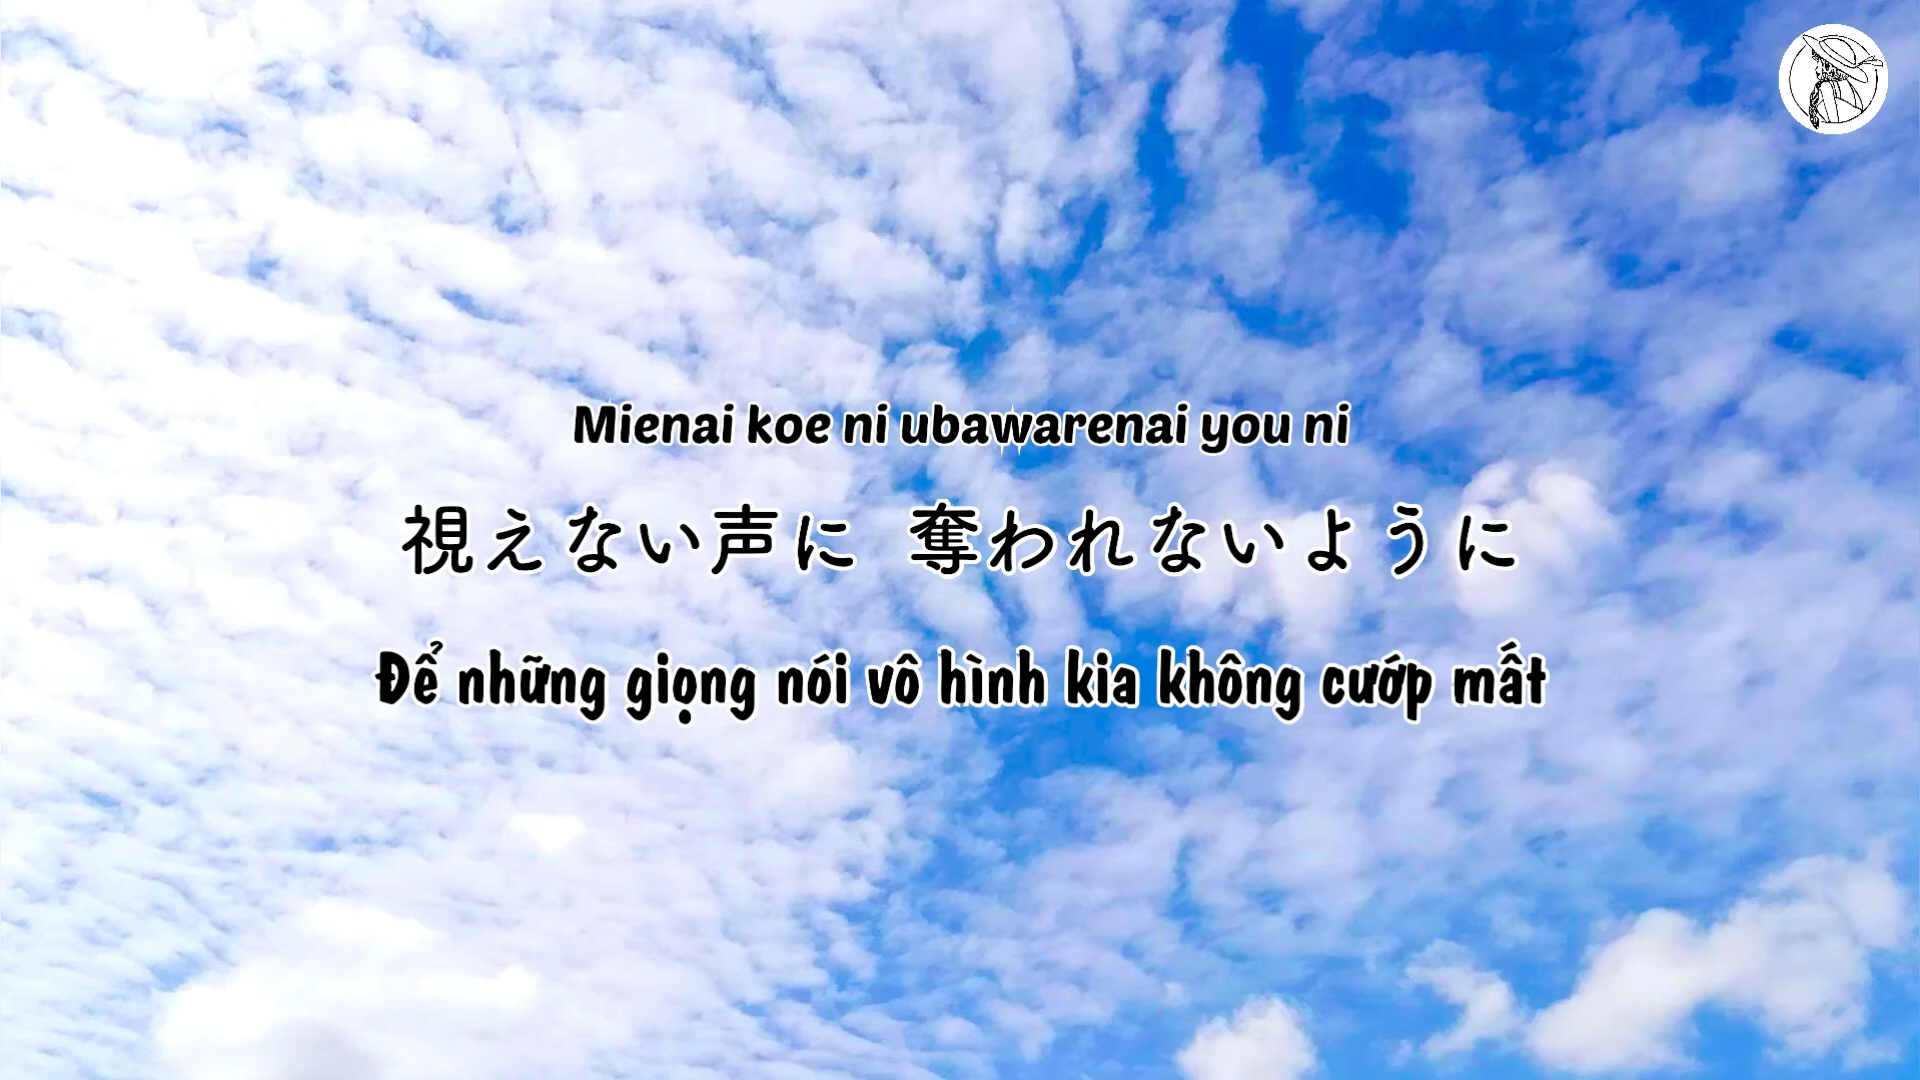 Mienai koe ni ubawarenai you ni
視えない声に 奪われないように
Để những giọng nói vô hình kia không cướp mất